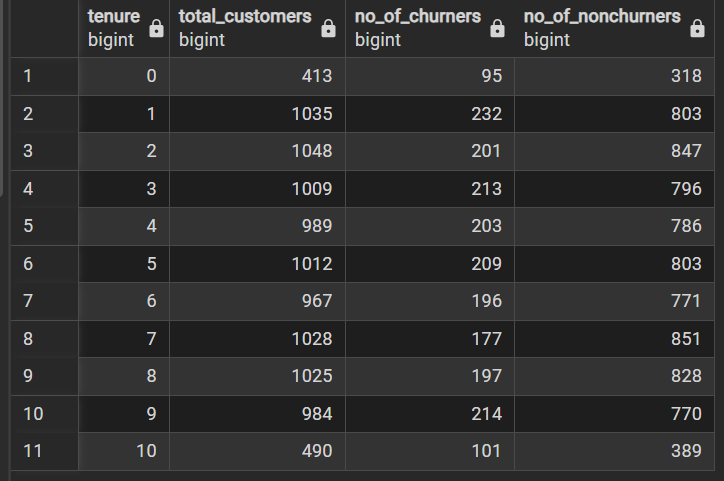 tenure total_customers no_of_churners no_of_nonchurners
bigint bigint bigint bigint
1 0 413 95 318
2 1 1035 232 803
3 2 1048 201 847
4 3 1009 213 796
5 4 989 203 786
6 5 1012 209 803
7 6 967 196 771
8 7 1028 177 851
9 8 1025 197 828
10 9 984 214 770
11 10 490 101 389